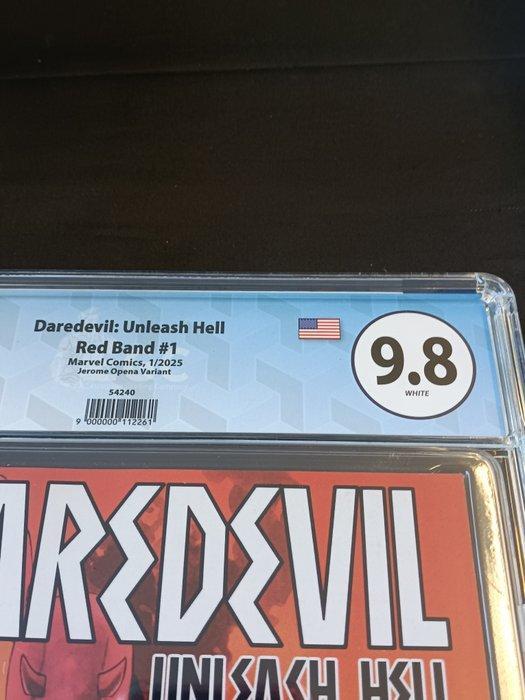 Daredevil: Unleash Hell
Red Band #1
Marvel Comics, 1/2025
Jerome Opena Variant
54240
9 000000 112261
9.8
WHITE
AREDEVIL
UNLEASH HELL